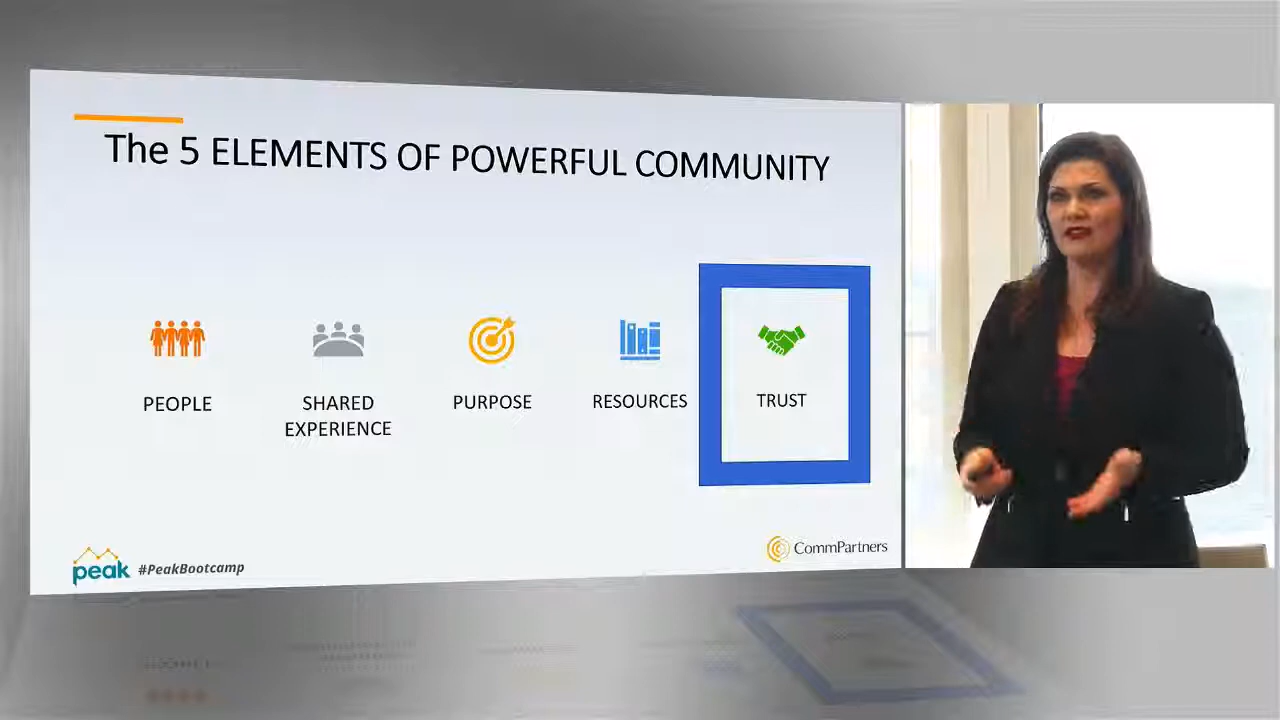 The 5 ELEMENTS OF POWERFUL COMMUNITY
PEOPLE
SHARED
EXPERIENCE
PURPOSE
RESOURCES
TRUST
peak #PeakBootcamp
CommPartners